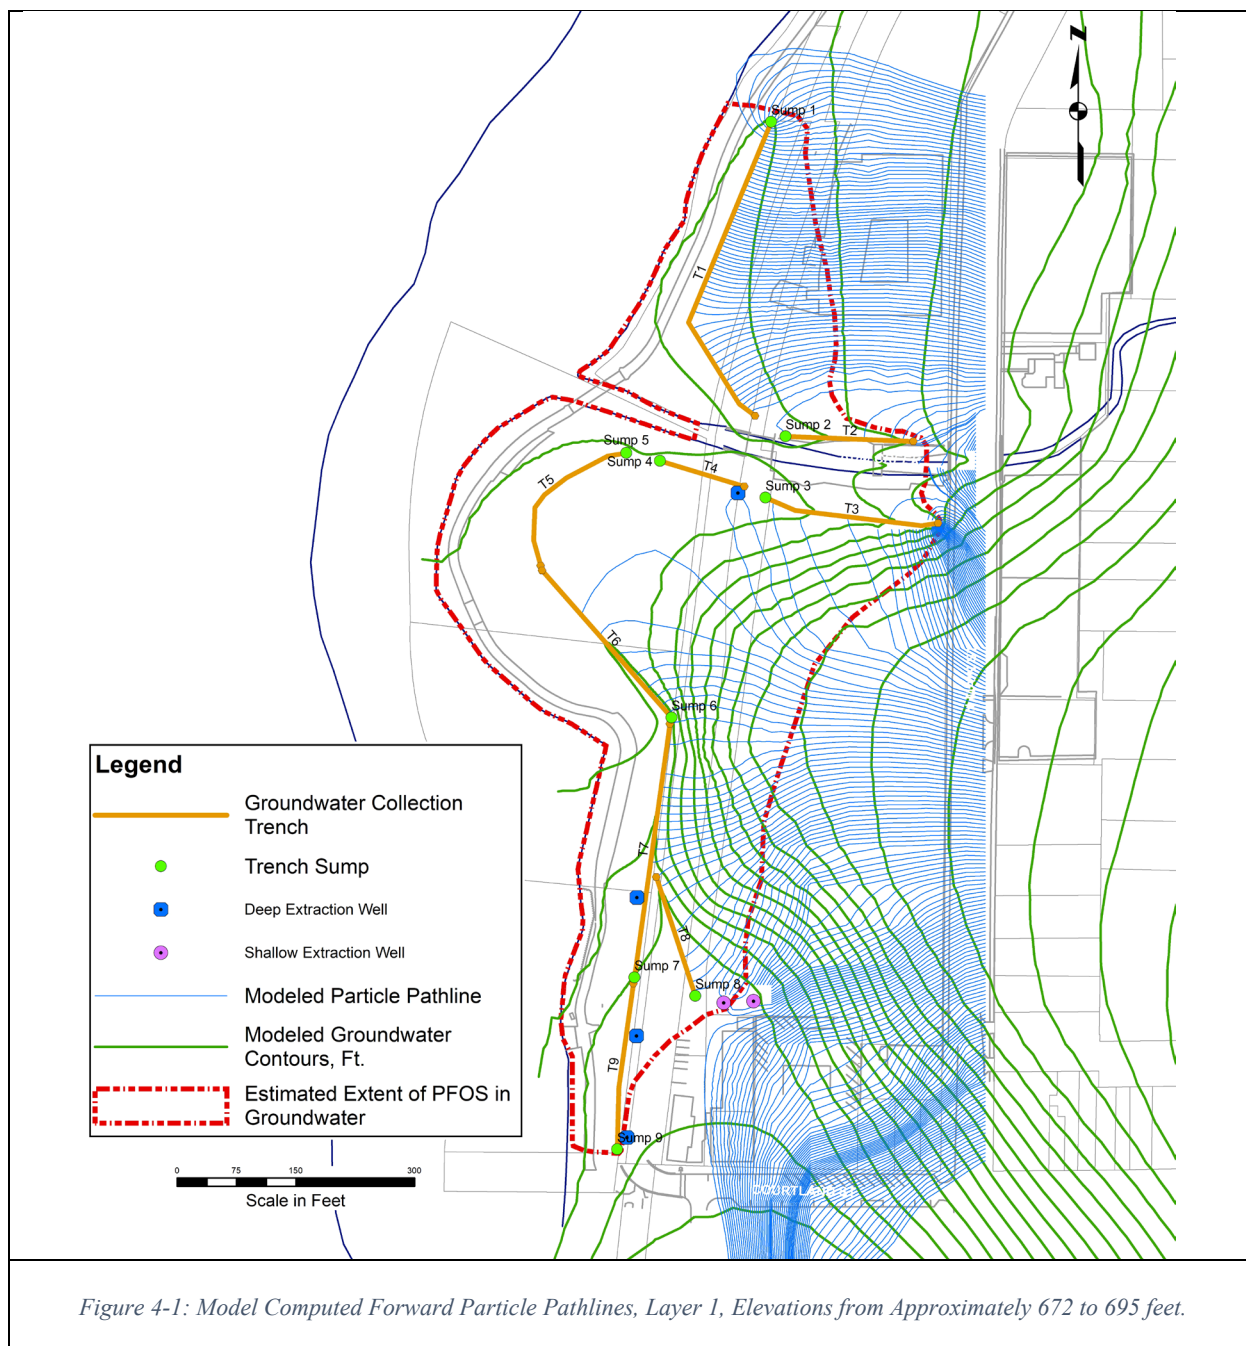 N
Sump 1
T1
Sump 2
T2
Sump 5
Sump 4
T4
T5
Sump 3
T3
T6
Sump 6
T7
T8
Sump 7
Sump 8
T9
Sump 9
COURTLAND ST
Legend
Groundwater Collection
Trench
Trench Sump
Deep Extraction Well
Shallow Extraction Well
Modeled Particle Pathline
Modeled Groundwater
Contours, Ft.
Estimated Extent of PFOS in
Groundwater
0 75 150 300
Scale in Feet
Figure 4-1: Model Computed Forward Particle Pathlines, Layer 1, Elevations from Approximately 672 to 695 feet.